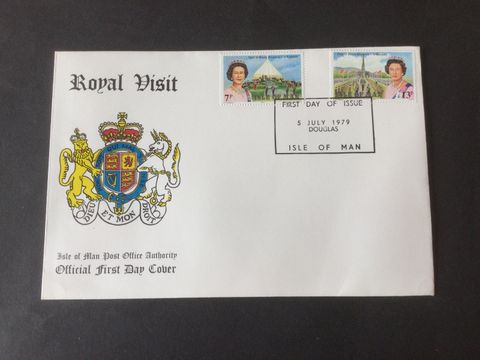 Royal Visit
7P
13P
FIRST DAY OF ISSUE
5 JULY 1979
DOUGLAS
ISLE OF MAN
DIEU ET MON DROIT
Isle of Man Post Office Authority
Official First Day Cover